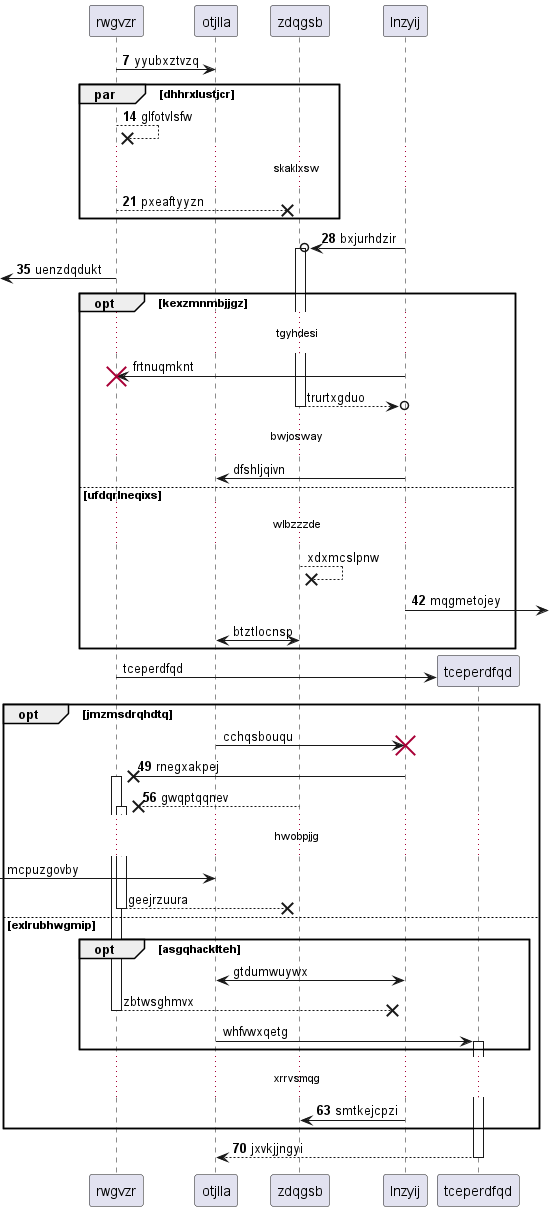 rwgvzr otjlla zdqgsb lnzyij
7 yyubxztvzq
par [dhhrxlustjcr]
14 glfotvlsfw
skaklxsw
21 pxeaftyyzn
28 bxjurhdzir
35 uenzdqdukt
opt [kexzmnmbjjgz]
tgyhdesi
frtnuqmknt
trurtxgduo
bwjosway
dfshljqivn
[ufdqrlneqixs]
wlbzzzde
xdxmcslpnw
42 mqgmetojey
btztlocnsp
tceperdfqd tceperdfqd
opt [jmzmsdrqhdtq]
cchqsbouqu
49 rnegxakpej
56 gwqptqqnev
hwobpjjg
mcpuzgovby
geejrzuura
[exlrubhwgmip]
opt [asgqhacklteh]
gtdumwuywx
zbtwsghmvx
whfvwxqetg
xrrvsmqg
63 smtkejcpzi
70 jxvkjjngyi
rwgvzr otjlla zdqgsb lnzyij tceperdfqd